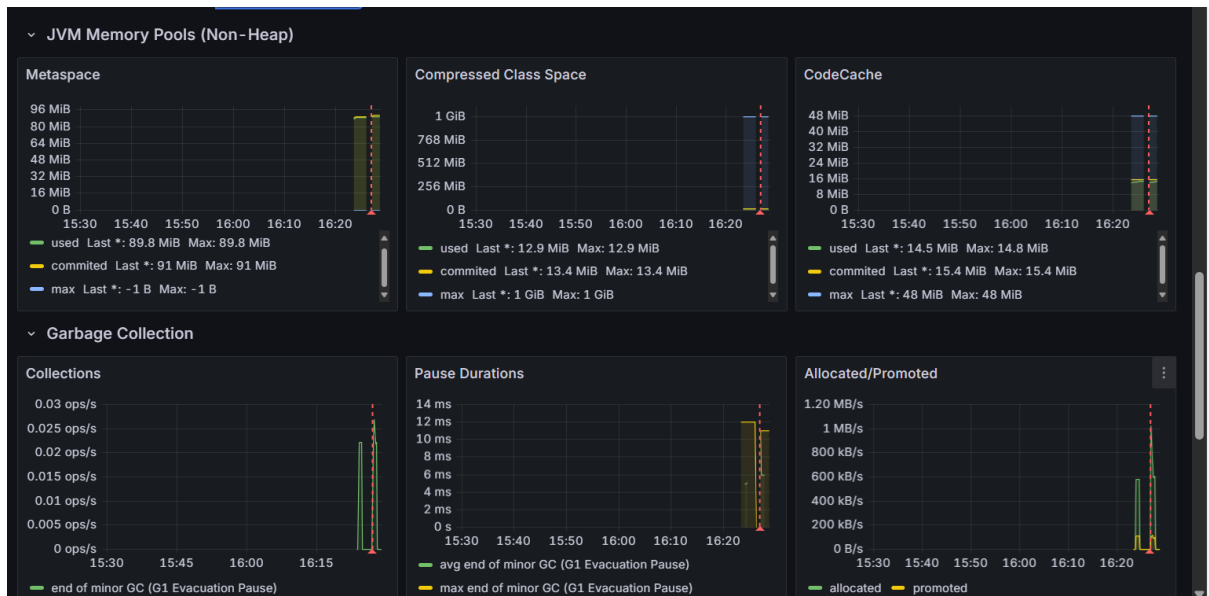 JVM Memory Pools (Non-Heap)
Metaspace
96 MiB
80 MiB
64 MiB
48 MiB
32 MiB
16 MiB
0 B
15:30 15:40 15:50 16:00 16:10 16:20
used Last *: 89.8 MiB Max: 89.8 MiB
commited Last *: 91 MiB Max: 91 MiB
max Last *: -1 B Max: -1 B
Compressed Class Space
1 GiB
768 MiB
512 MiB
256 MiB
0 B
15:30 15:40 15:50 16:00 16:10 16:20
used Last *: 12.9 MiB Max: 12.9 MiB
commited Last *: 13.4 MiB Max: 13.4 MiB
max Last *: 1 GiB Max: 1 GiB
CodeCache
48 MiB
40 MiB
32 MiB
24 MiB
16 MiB
8 MiB
0 B
15:30 15:40 15:50 16:00 16:10 16:20
used Last *: 14.5 MiB Max: 14.8 MiB
commited Last *: 15.4 MiB Max: 15.4 MiB
max Last *: 48 MiB Max: 48 MiB
Garbage Collection
Collections
0.03 ops/s
0.025 ops/s
0.02 ops/s
0.015 ops/s
0.01 ops/s
0.005 ops/s
0 ops/s
15:30 15:45 16:00 16:15
end of minor GC (G1 Evacuation Pause)
Pause Durations
14 ms
12 ms
10 ms
8 ms
6 ms
4 ms
2 ms
0 s
15:30 15:40 15:50 16:00 16:10 16:20
avg end of minor GC (G1 Evacuation Pause)
max end of minor GC (G1 Evacuation Pause)
Allocated/Promoted
1.20 MB/s
1 MB/s
800 kB/s
600 kB/s
400 kB/s
200 kB/s
0 B/s
15:30 15:40 15:50 16:00 16:10 16:20
allocated promoted